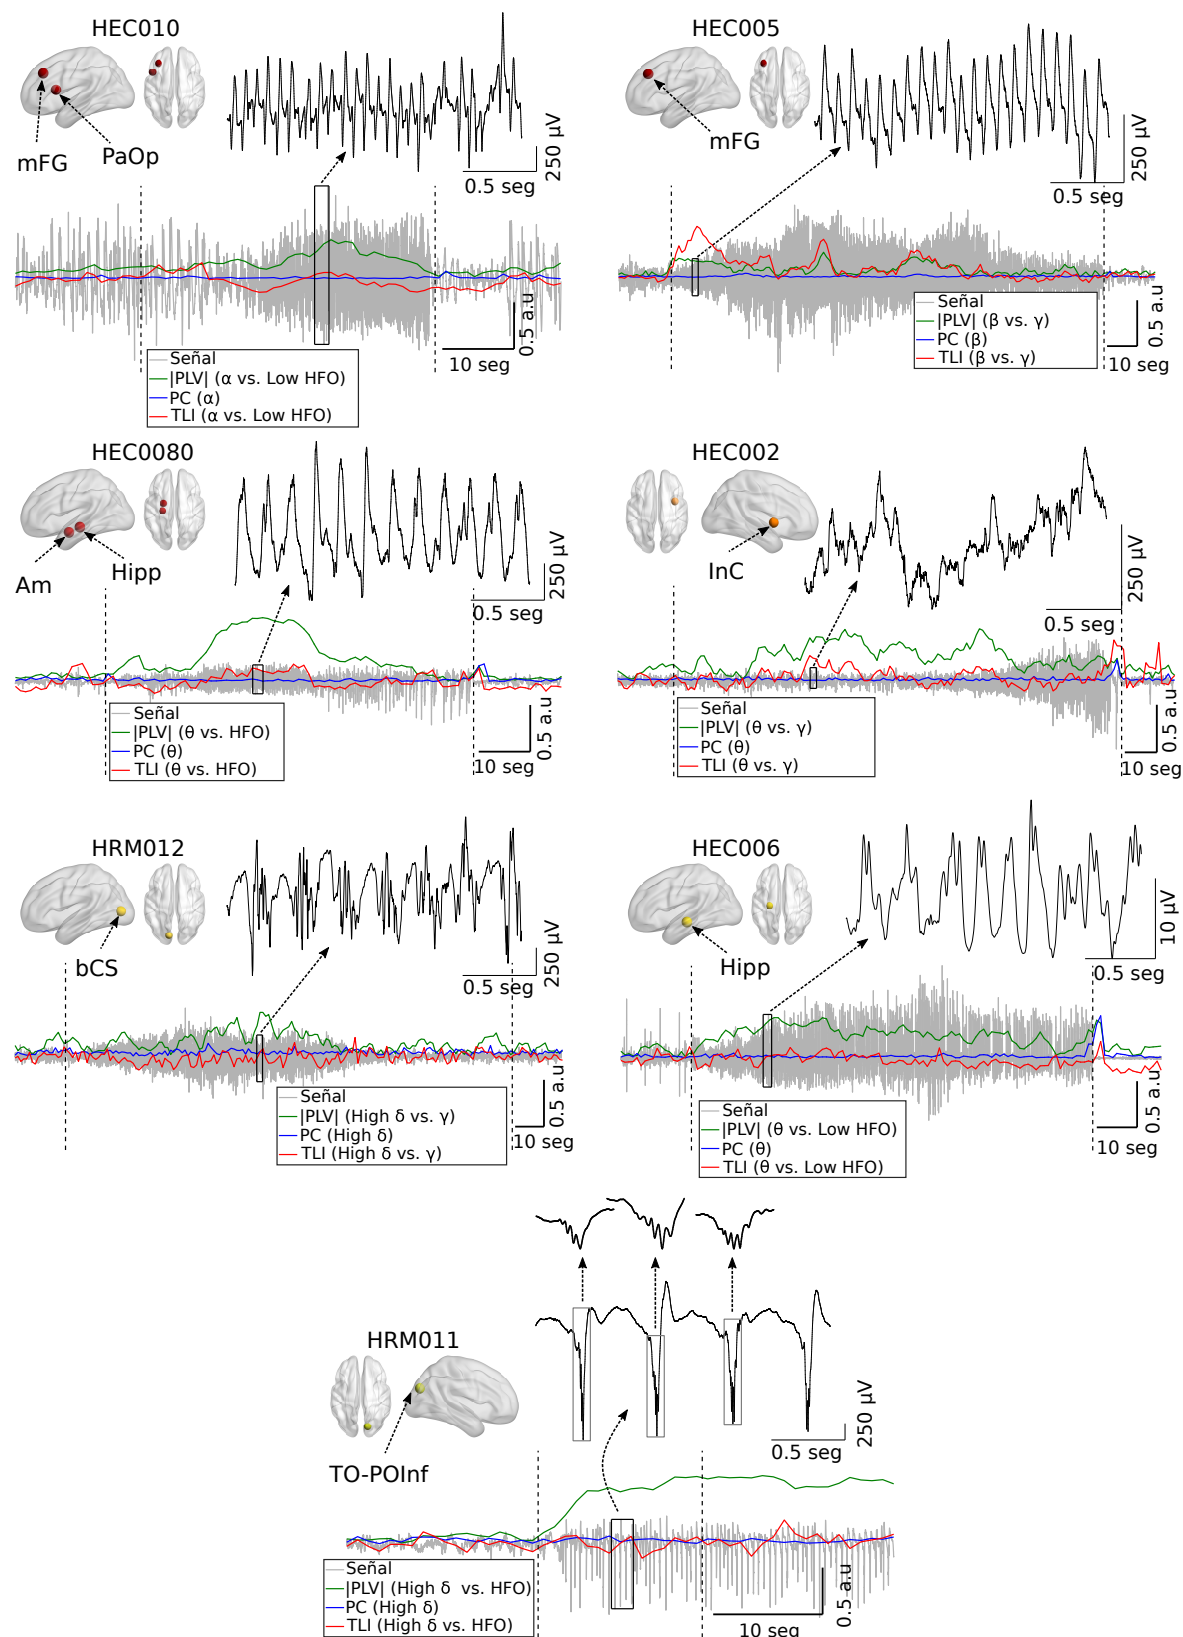 HEC010
mFG
PaOp
0.5 seg
250 μV
10 seg
0.5 a.u
Señal
|PLV| (α vs. Low HFO)
PC (α)
TLI (α vs. Low HFO)
HEC005
mFG
0.5 seg
250 μV
Señal
|PLV| (β vs. γ)
PC (β)
TLI (β vs. γ)
10 seg
0.5 a.u
HEC0080
Am
Hipp
0.5 seg
250 μV
Señal
|PLV| (θ vs. HFO)
PC (θ)
TLI (θ vs. HFO)
10 seg
0.5 a.u
HEC002
InC
0.5 seg
250 μV
Señal
|PLV| (θ vs. γ)
PC (θ)
TLI (θ vs. γ)
10 seg
0.5 a.u
HRM012
bCS
0.5 seg
250 μV
Señal
|PLV| (High δ vs. γ)
PC (High δ)
TLI (High δ vs. γ)
10 seg
0.5 a.u
HEC006
Hipp
0.5 seg
10 μV
Señal
|PLV| (θ vs. Low HFO)
PC (θ)
TLI (θ vs. Low HFO)
10 seg
0.5 a.u
HRM011
TO-POInf
0.5 seg
250 μV
Señal
|PLV| (High δ vs. HFO)
PC (High δ)
TLI (High δ vs. HFO)
10 seg
0.5 a.u